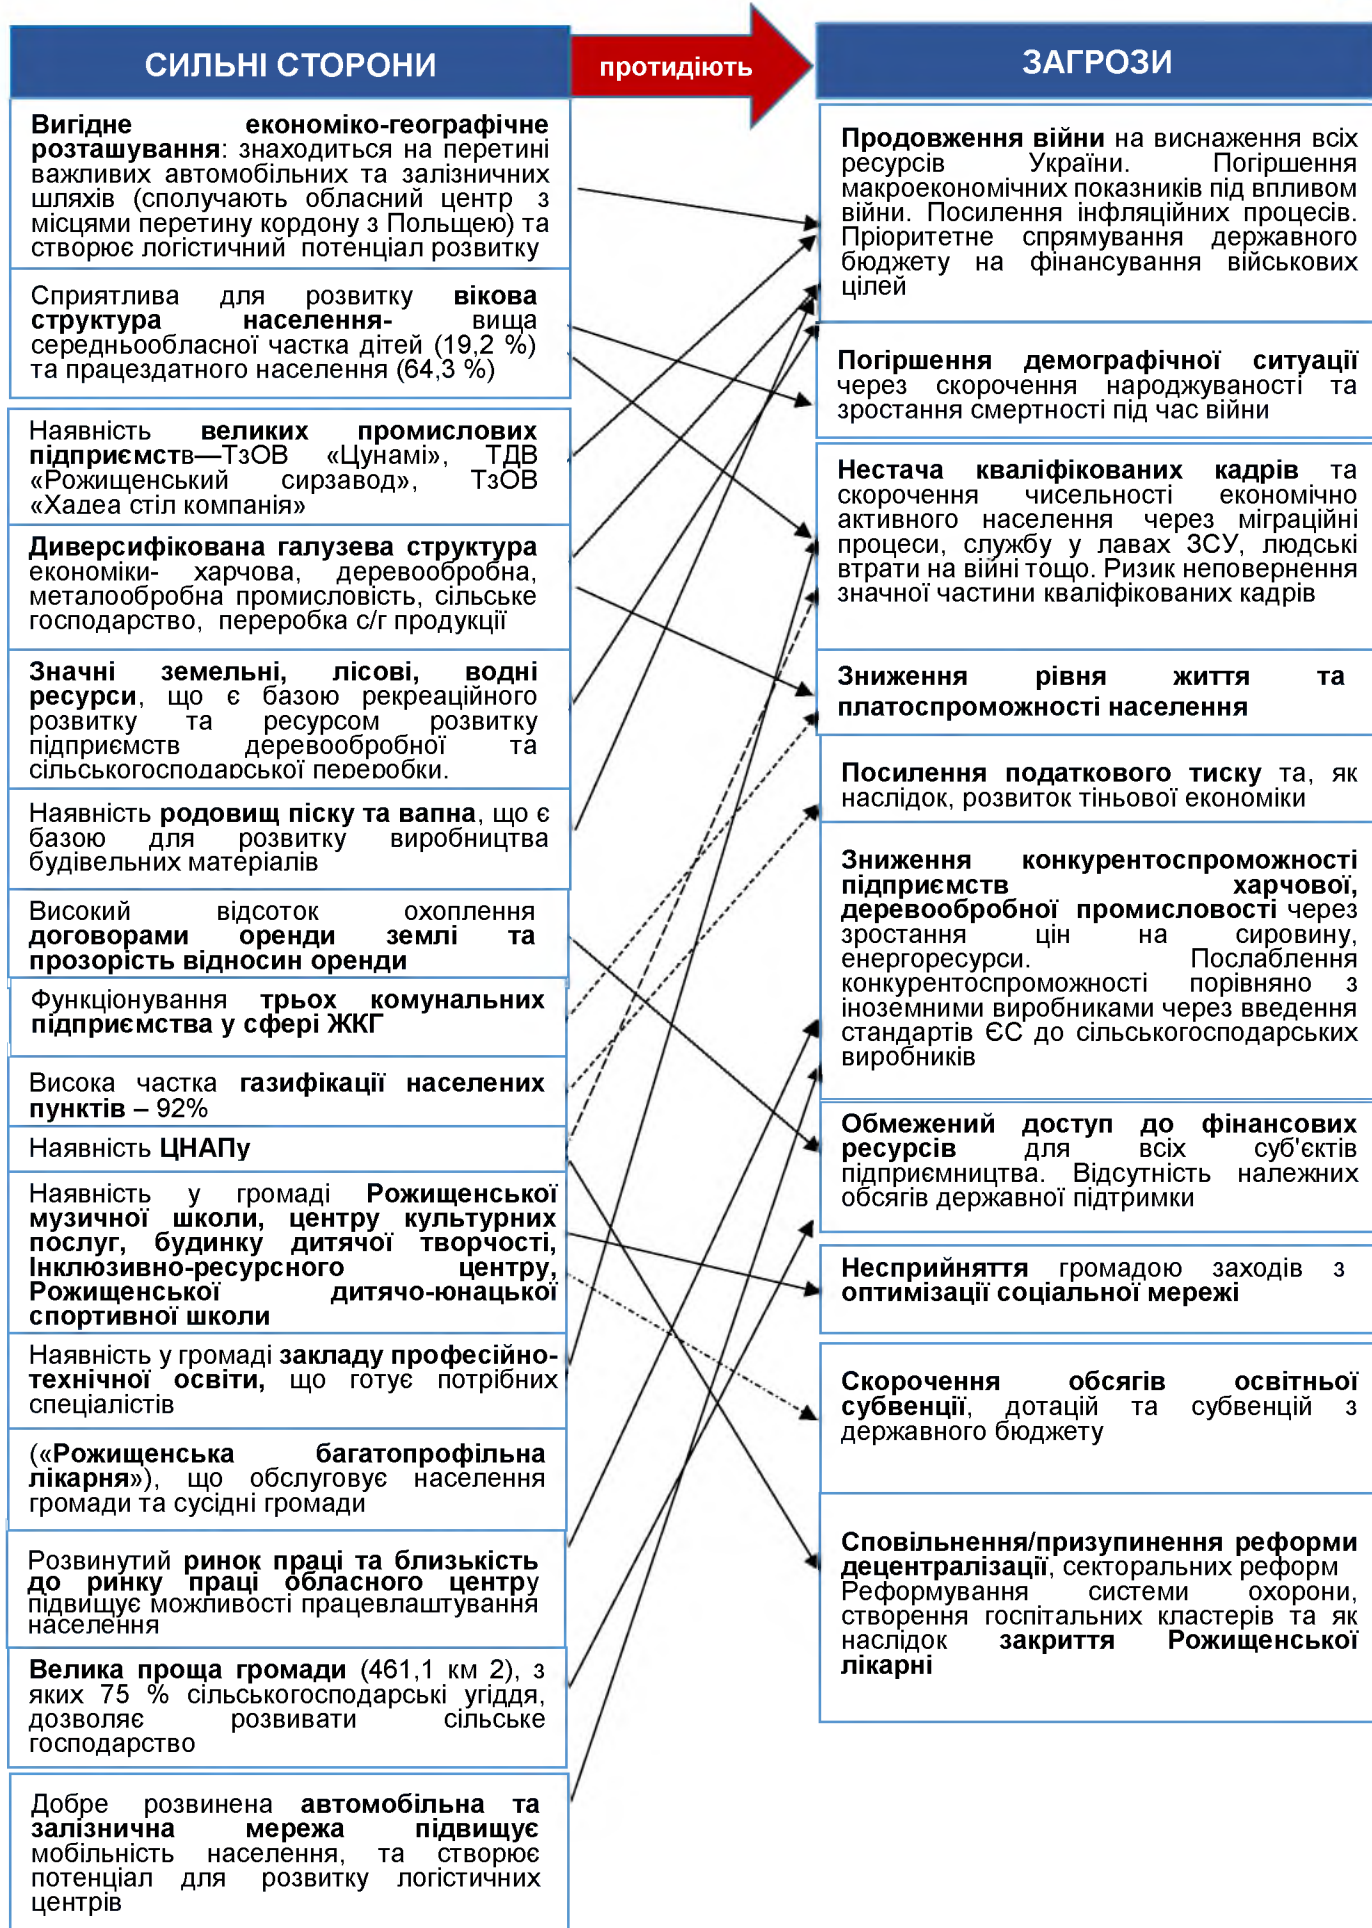 СИЛЬНІ СТОРОНИ
протидіють
ЗАГРОЗИ
Вигідне економіко-географічне
розташування: знаходиться на перетині
важливих автомобільних та залізничних
шляхів (сполучають обласний центр з
місцями перетину кордону з Польщею) та
створює логістичний потенціал розвитку
Сприятлива для розвитку вікова
структура населення- вища
середньообласної частка дітей (19,2 %)
та працездатного населення (64,3 %)
Наявність великих промислових
підприємств—ТзОВ «Цунамі», ТДВ
«Рожищенський сирзавод», ТзОВ
«Хадеа стіл компанія»
Диверсифікована галузева структура
економіки- харчова, деревообробна,
металообробна промисловість, сільське
господарство, переробка с/г продукції
Значні земельні, лісові, водні
ресурси, що є базою рекреаційного
розвитку та ресурсом розвитку
підприємств деревообробної та
сільськогосподарської переробки.
Наявність родовищ піску та вапна, що є
базою для розвитку виробництва
будівельних матеріалів
Високий відсоток охоплення
договорами оренди землі та
прозорість відносин оренди
Функціонування трьох комунальних
підприємства у сфері ЖКГ
Висока частка газифікації населених
пунктів – 92%
Наявність ЦНАПу
Наявність у громаді Рожищенської
музичної школи, центру культурних
послуг, будинку дитячої творчості,
Інклюзивно-ресурсного центру,
Рожищенської дитячо-юнацької
спортивної школи
Наявність у громаді закладу професійно-
технічної освіти, що готує потрібних
спеціалістів
(«Рожищенська багатопрофільна
лікарня»), що обслуговує населення
громади та сусідні громади
Розвинутий ринок праці та близькість
до ринку праці обласного центру
підвищує можливості працевлаштування
населення
Велика проща громади (461,1 км 2), з
яких 75 % сільськогосподарські угіддя,
дозволяє розвивати сільське
господарство
Добре розвинена автомобільна та
залізнична мережа підвищує
мобільність населення, та створює
потенціал для розвитку логістичних
центрів
Продовження війни на виснаження всіх
ресурсів України. Погіршення
макроекономічних показників під впливом
війни. Посилення інфляційних процесів.
Пріоритетне спрямування державного
бюджету на фінансування військових
цілей
Погіршення демографічної ситуації
через скорочення народжуваності та
зростання смертності під час війни
Нестача кваліфікованих кадрів та
скорочення чисельності економічно
активного населення через міграційні
процеси, службу у лавах ЗСУ, людські
втрати на війні тощо. Ризик неповернення
значної частини кваліфікованих кадрів
Зниження рівня життя та
платоспроможності населення
Посилення податкового тиску та, як
наслідок, розвиток тіньової економіки
Зниження конкурентоспроможності
підприємств харчової,
деревообробної промисловості через
зростання цін на сировину,
енергоресурси. Послаблення
конкурентоспроможності порівняно з
іноземними виробниками через введення
стандартів ЄС до сільськогосподарських
виробників
Обмежений доступ до фінансових
ресурсів для всіх суб'єктів
підприємництва. Відсутність належних
обсягів державної підтримки
Несприйняття громадою заходів з
оптимізації соціальної мережі
Скорочення обсягів освітньої
субвенції, дотацій та субвенцій з
державного бюджету
Сповільнення/призупинення реформи
децентралізації, секторальних реформ
Реформування системи охорони,
створення госпітальних кластерів та як
наслідок закриття Рожищенської
лікарні